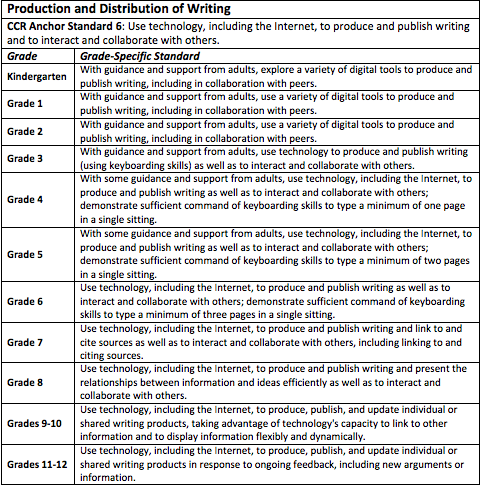 Production and Distribution of Writing
CCR Anchor Standard 6: Use technology, including the Internet, to produce and publish writing
and to interact and collaborate with others.
Grade Grade-Specific Standard
Kindergarten With guidance and support from adults, explore a variety of digital tools to produce and
publish writing, including in collaboration with peers.
Grade 1 With guidance and support from adults, use a variety of digital tools to produce and
publish writing, including in collaboration with peers.
Grade 2 With guidance and support from adults, use a variety of digital tools to produce and
publish writing, including in collaboration with peers.
Grade 3 With guidance and support from adults, use technology to produce and publish writing
(using keyboarding skills) as well as to interact and collaborate with others.
Grade 4 With some guidance and support from adults, use technology, including the Internet, to
produce and publish writing as well as to interact and collaborate with others;
demonstrate sufficient command of keyboarding skills to type a minimum of one page
in a single sitting.
Grade 5 With some guidance and support from adults, use technology, including the Internet, to
produce and publish writing as well as to interact and collaborate with others;
demonstrate sufficient command of keyboarding skills to type a minimum of two pages
in a single sitting.
Grade 6 Use technology, including the Internet, to produce and publish writing as well as to
interact and collaborate with others; demonstrate sufficient command of keyboarding
skills to type a minimum of three pages in a single sitting.
Grade 7 Use technology, including the Internet, to produce and publish writing and link to and
cite sources as well as to interact and collaborate with others, including linking to and
citing sources.
Grade 8 Use technology, including the Internet, to produce and publish writing and present the
relationships between information and ideas efficiently as well as to interact and
collaborate with others.
Grades 9-10 Use technology, including the Internet, to produce, publish, and update individual or
shared writing products, taking advantage of technology's capacity to link to other
information and to display information flexibly and dynamically.
Grades 11-12 Use technology, including the Internet, to produce, publish, and update individual or
shared writing products in response to ongoing feedback, including new arguments or
information.